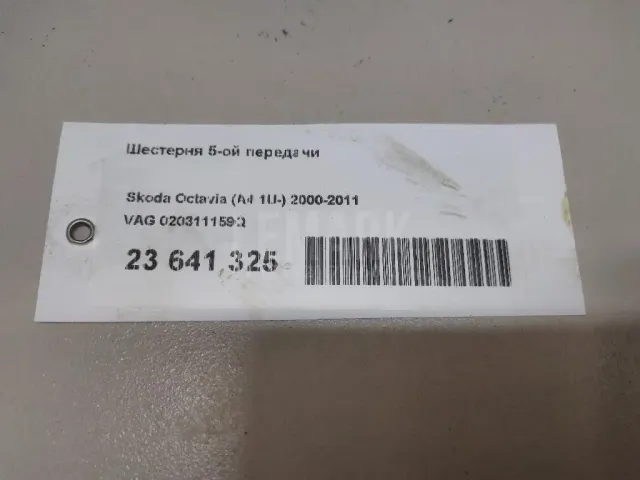 Шестерня 5-ой передачи
Skoda Octavia (A4 1U-) 2000-2011
VAG 020311159Q
23 641 325